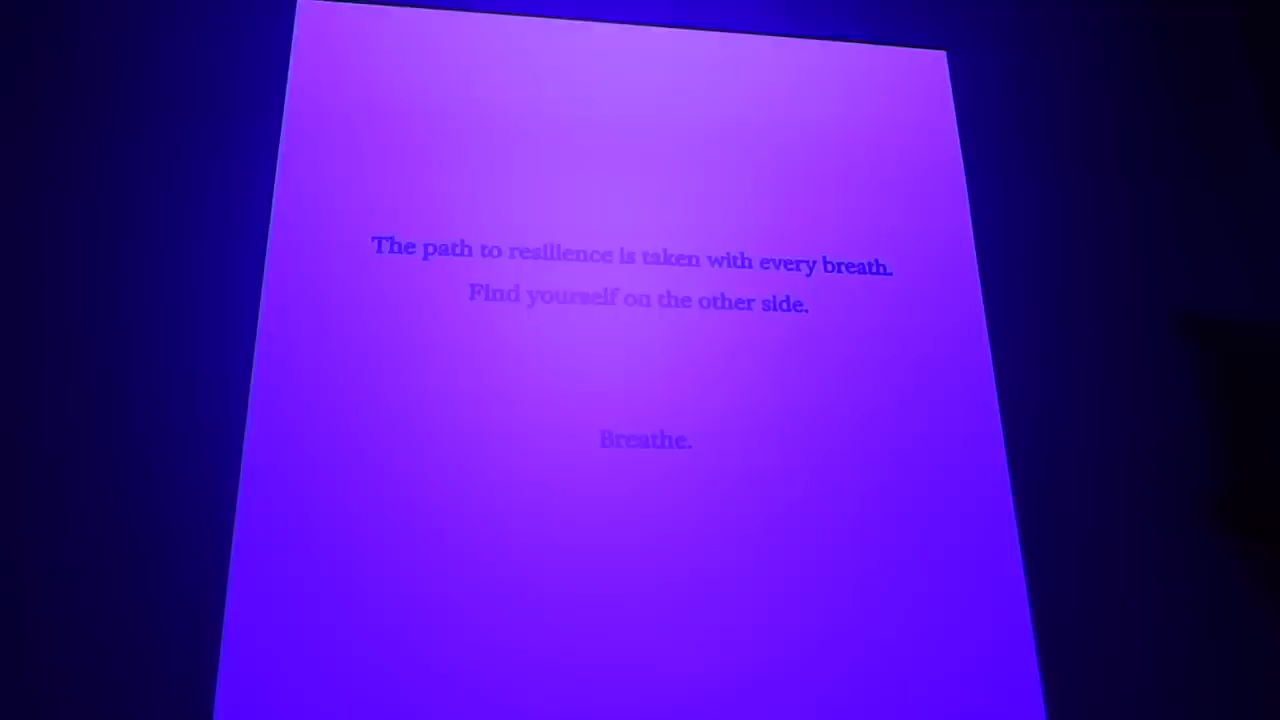 The path to resilience is taken with every breath.
Find yourself on the other side.
Breathe.